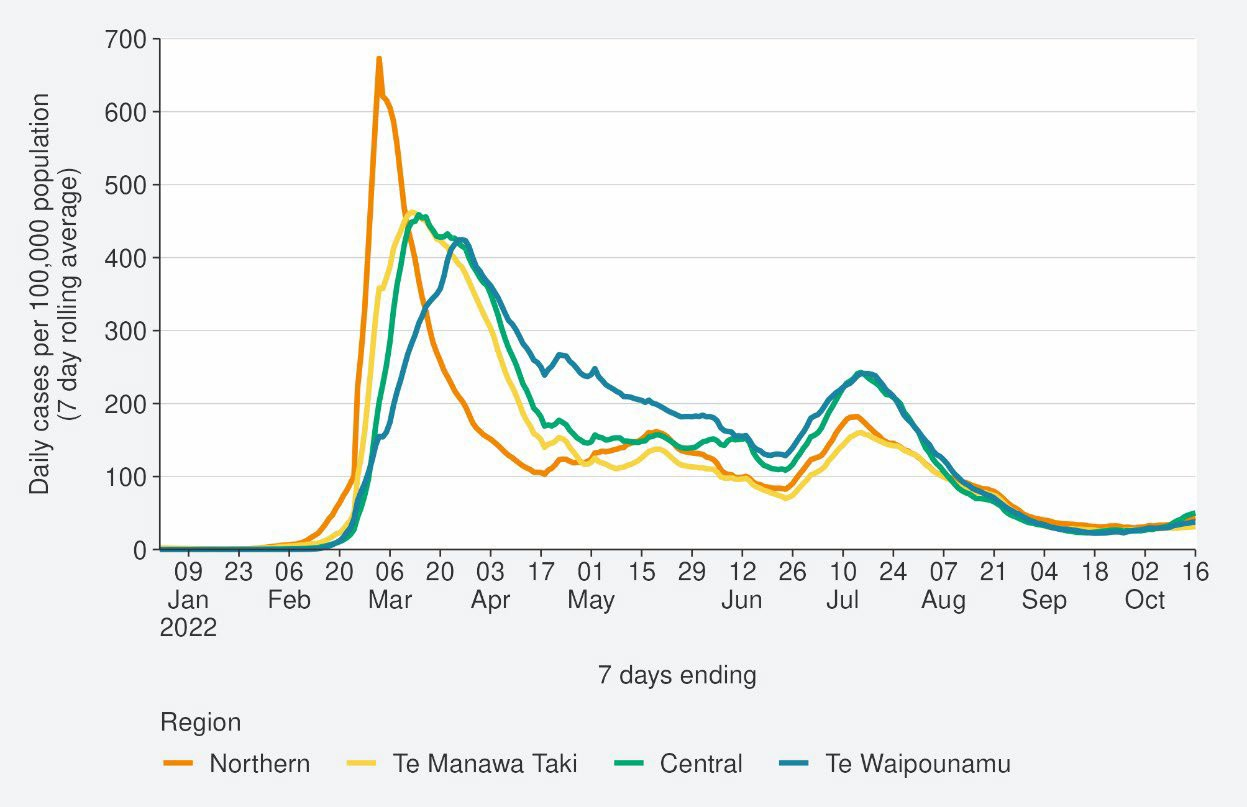 Daily cases per 100,000 population
(7 day rolling average)
700
600
500
400
300
200
100
0
09 23 06 20 06 20 03 17 01 15 29 12 26 10 24 07 21 04 18 02 16
Jan Feb Mar Apr May Jun Jul Aug Sep Oct
2022
7 days ending
Region
Northern Te Manawa Taki Central Te Waipounamu